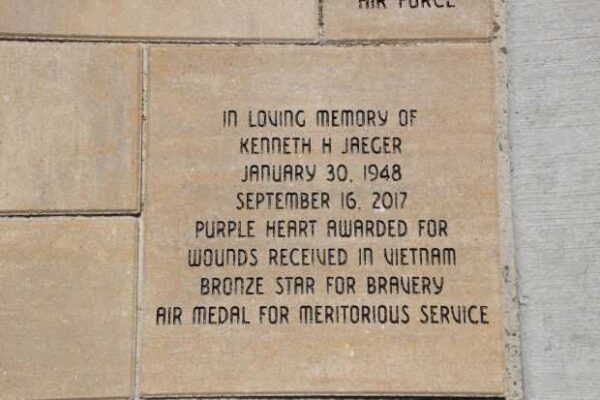 AIR FORCE
IN LOVING MEMORY OF
KENNETH H JAEGER
JANUARY 30, 1948
SEPTEMBER 16, 2017
PURPLE HEART AWARDED FOR
WOUNDS RECEIVED IN VIETNAM
BRONZE STAR FOR BRAVERY
AIR MEDAL FOR MERITORIOUS SERVICE